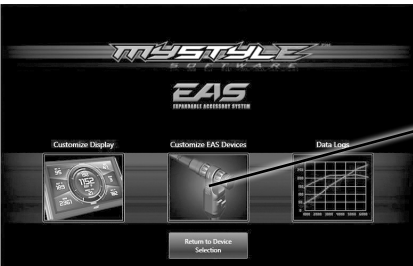 MYSTYLE
SOFTWARE
EAS
EXPANDABLE ACCESSORY SYSTEM
Customize Display
Customize EAS Devices
Data Logs
Return to Device
Selection